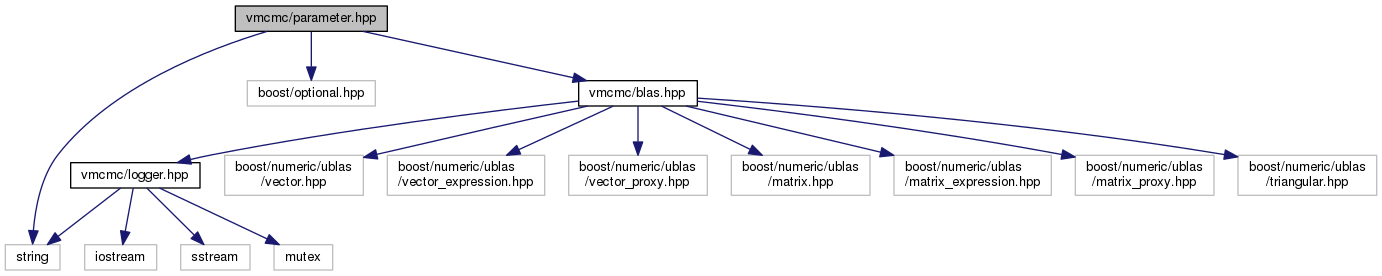 vmcmc/parameter.hpp
boost/optional.hpp
vmcmc/blas.hpp
vmcmc/logger.hpp
boost/numeric/ublas
/vector.hpp
boost/numeric/ublas
/vector_expression.hpp
boost/numeric/ublas
/vector_proxy.hpp
boost/numeric/ublas
/matrix.hpp
boost/numeric/ublas
/matrix_expression.hpp
boost/numeric/ublas
/matrix_proxy.hpp
boost/numeric/ublas
/triangular.hpp
string
iostream
sstream
mutex